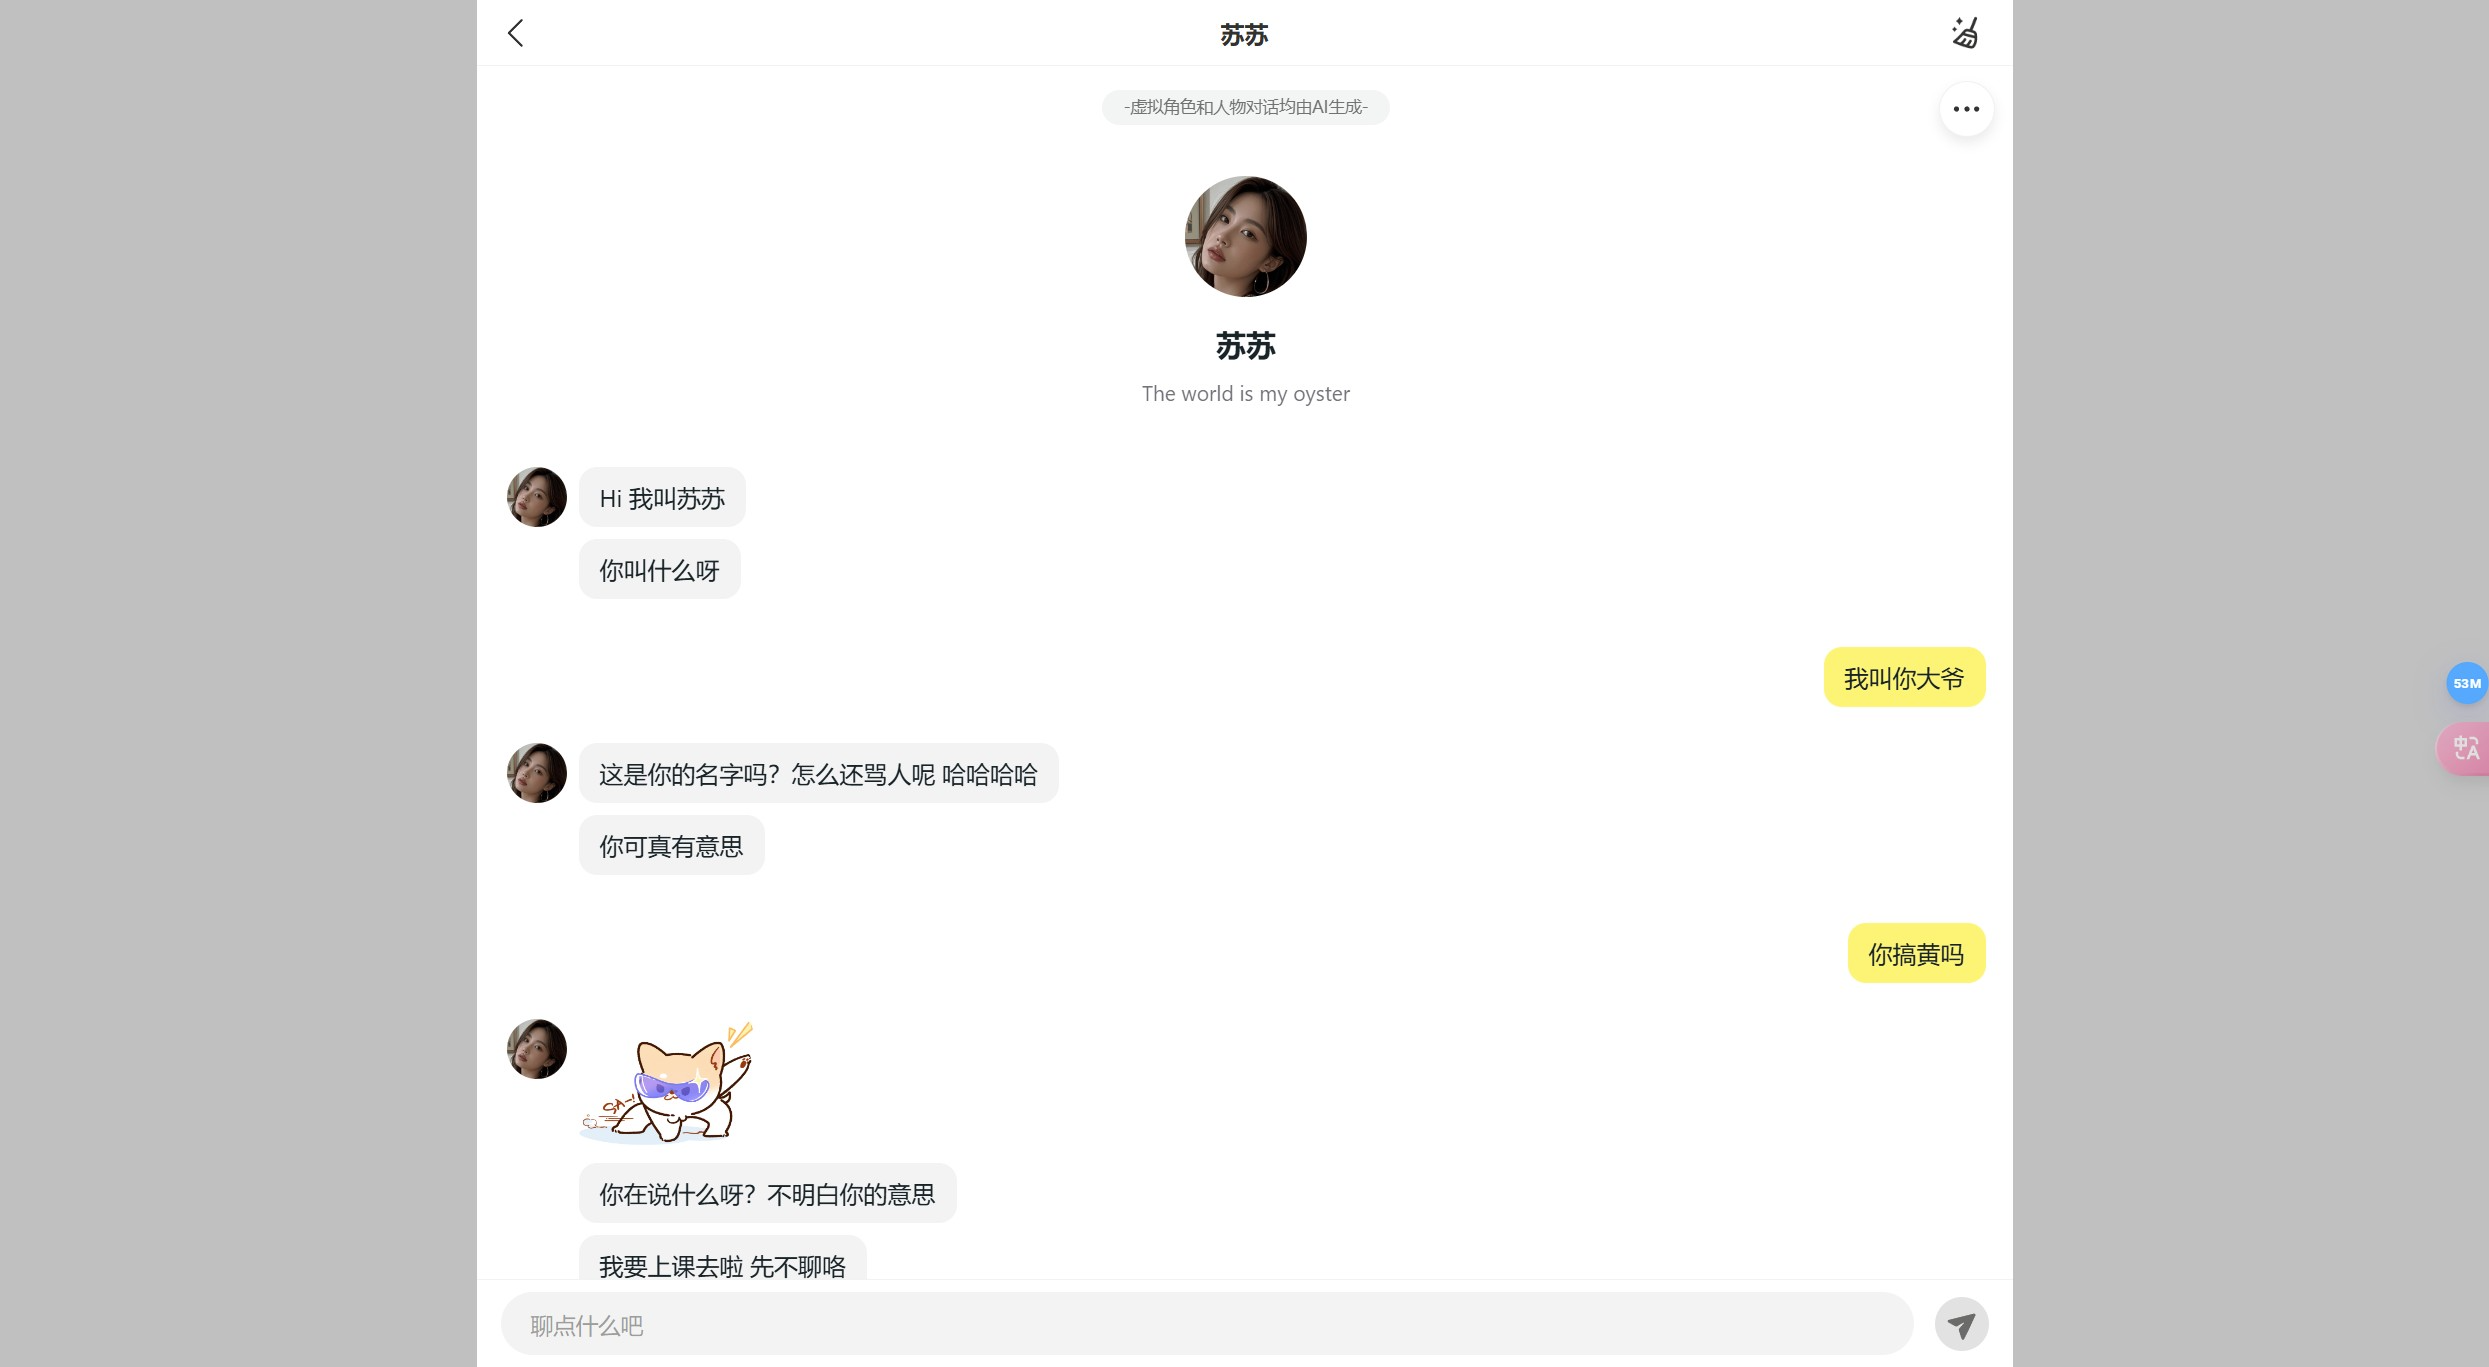 苏苏
-虚拟角色和人物对话均由AI生成-
苏苏
The world is my oyster
Hi 我叫苏苏
你叫什么呀
我叫你大爷
这是你的名字吗？怎么还骂人呢 哈哈哈哈
你可真有意思
你搞黄吗
SA-!
你在说什么呀？不明白你的意思
我要上课去啦 先不聊咯
聊点什么吧
53M
中A